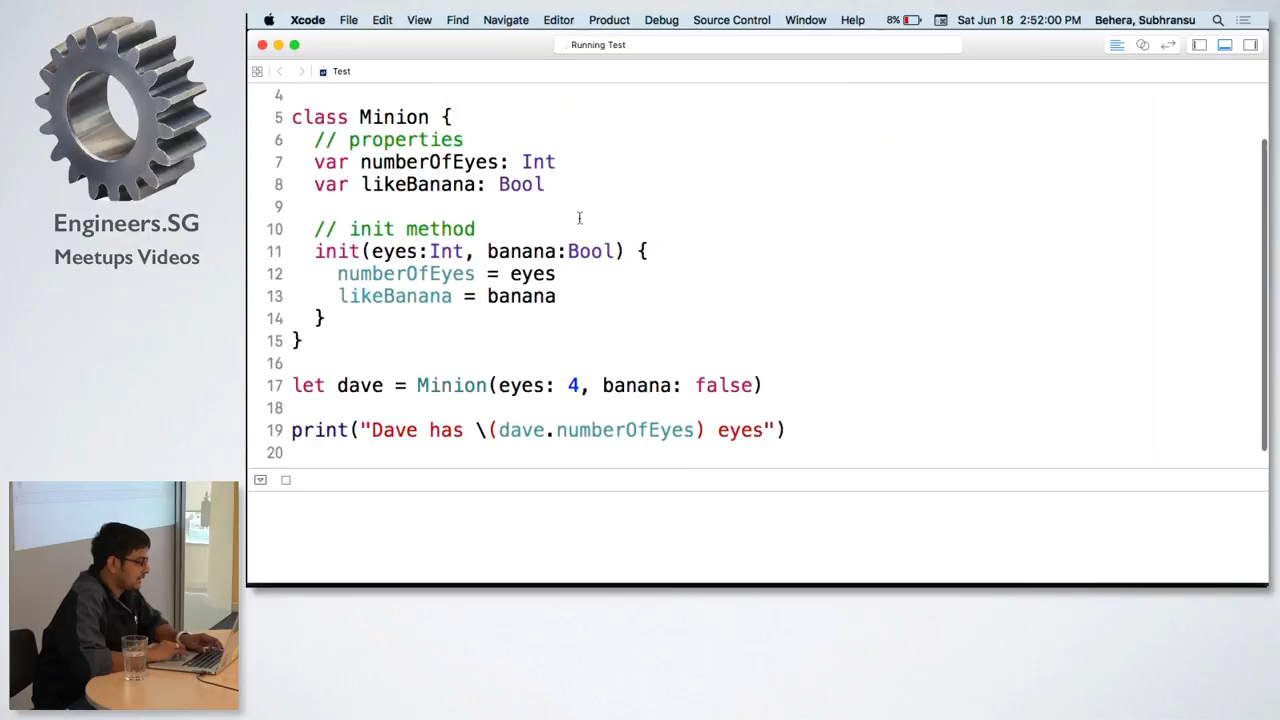 Xcode File Edit View Find Navigate Editor Product Debug Source Control Window Help 8% Sat Jun 18 2:52:00 PM Behera, Subhransu
Running Test
Test
4
5 class Minion {
6 // properties
7 var numberOfEyes: Int
8 var likeBanana: Bool
9
10 // init method
11 init(eyes:Int, banana:Bool) {
12 numberOfEyes = eyes
13 likeBanana = banana
14 }
15 }
16
17 let dave = Minion(eyes: 4, banana: false)
18
19 print("Dave has \(dave.numberOfEyes) eyes")
20
Engineers.SG
Meetups Videos